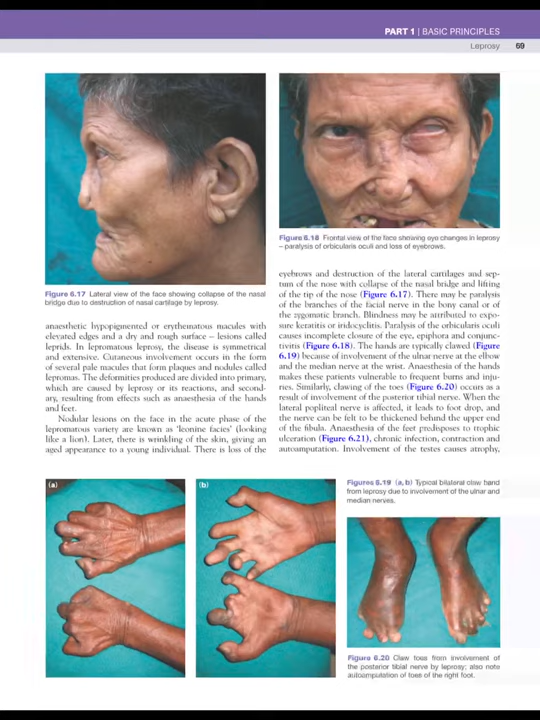 PART 1 | BASIC PRINCIPLES
Leprosy 69
Figure 6.17 Lateral view of the face showing collapse of the nasal
bridge due to destruction of nasal cartilage by leprosy.
Figure 6.18 Frontal view of the face showing eye changes in leprosy
– paralysis of orbicularis oculi and loss of eyebrows.
anaesthetic hypopigmented or erythematous macules with
elevated edges and a dry and rough surface – lesions called
leprids. In lepromatous leprosy, the disease is symmetrical
and extensive. Cutaneous involvement occurs in the form
of several pale macules that form plaques and nodules called
lepromas. The deformities produced are divided into primary,
which are caused by leprosy or its reactions, and second-
ary, resulting from effects such as anaesthesia of the hands
and feet.
Nodular lesions on the face in the acute phase of the
lepromatous variety are known as 'leonine facies' (looking
like a lion). Later, there is wrinkling of the skin, giving an
aged appearance to a young individual. There is loss of the
eyebrows and destruction of the lateral cartilages and sep-
tum of the nose with collapse of the nasal bridge and lifting
of the tip of the nose (Figure 6.17). There may be paralysis
of the branches of the facial nerve in the bony canal or of
the zygomatic branch. Blindness may be attributed to expo-
sure keratitis or iridocyclitis. Paralysis of the orbicularis oculi
causes incomplete closure of the eye, epiphora and conjunc-
tivitis (Figure 6.18). The hands are typically clawed (Figure
6.19) because of involvement of the ulnar nerve at the elbow
and the median nerve at the wrist. Anaesthesia of the hands
makes these patients vulnerable to frequent burns and inju-
ries. Similarly, clawing of the toes (Figure 6.20) occurs as a
result of involvement of the posterior tibial nerve. When the
lateral popliteal nerve is affected, it leads to foot drop, and
the nerve can be felt to be thickened behind the upper end
of the fibula. Anaesthesia of the feet predisposes to trophic
ulceration (Figure 6.21), chronic infection, contraction and
autoamputation. Involvement of the testes causes atrophy,
(a)
(b)
Figures 6.19 (a, b) Typical bilateral claw hand
from leprosy due to involvement of the ulnar and
median nerves.
Figure 6.20 Claw toes from involvement of
the posterior tibial nerve by leprosy; also note
autoamputation of toes of the right foot.